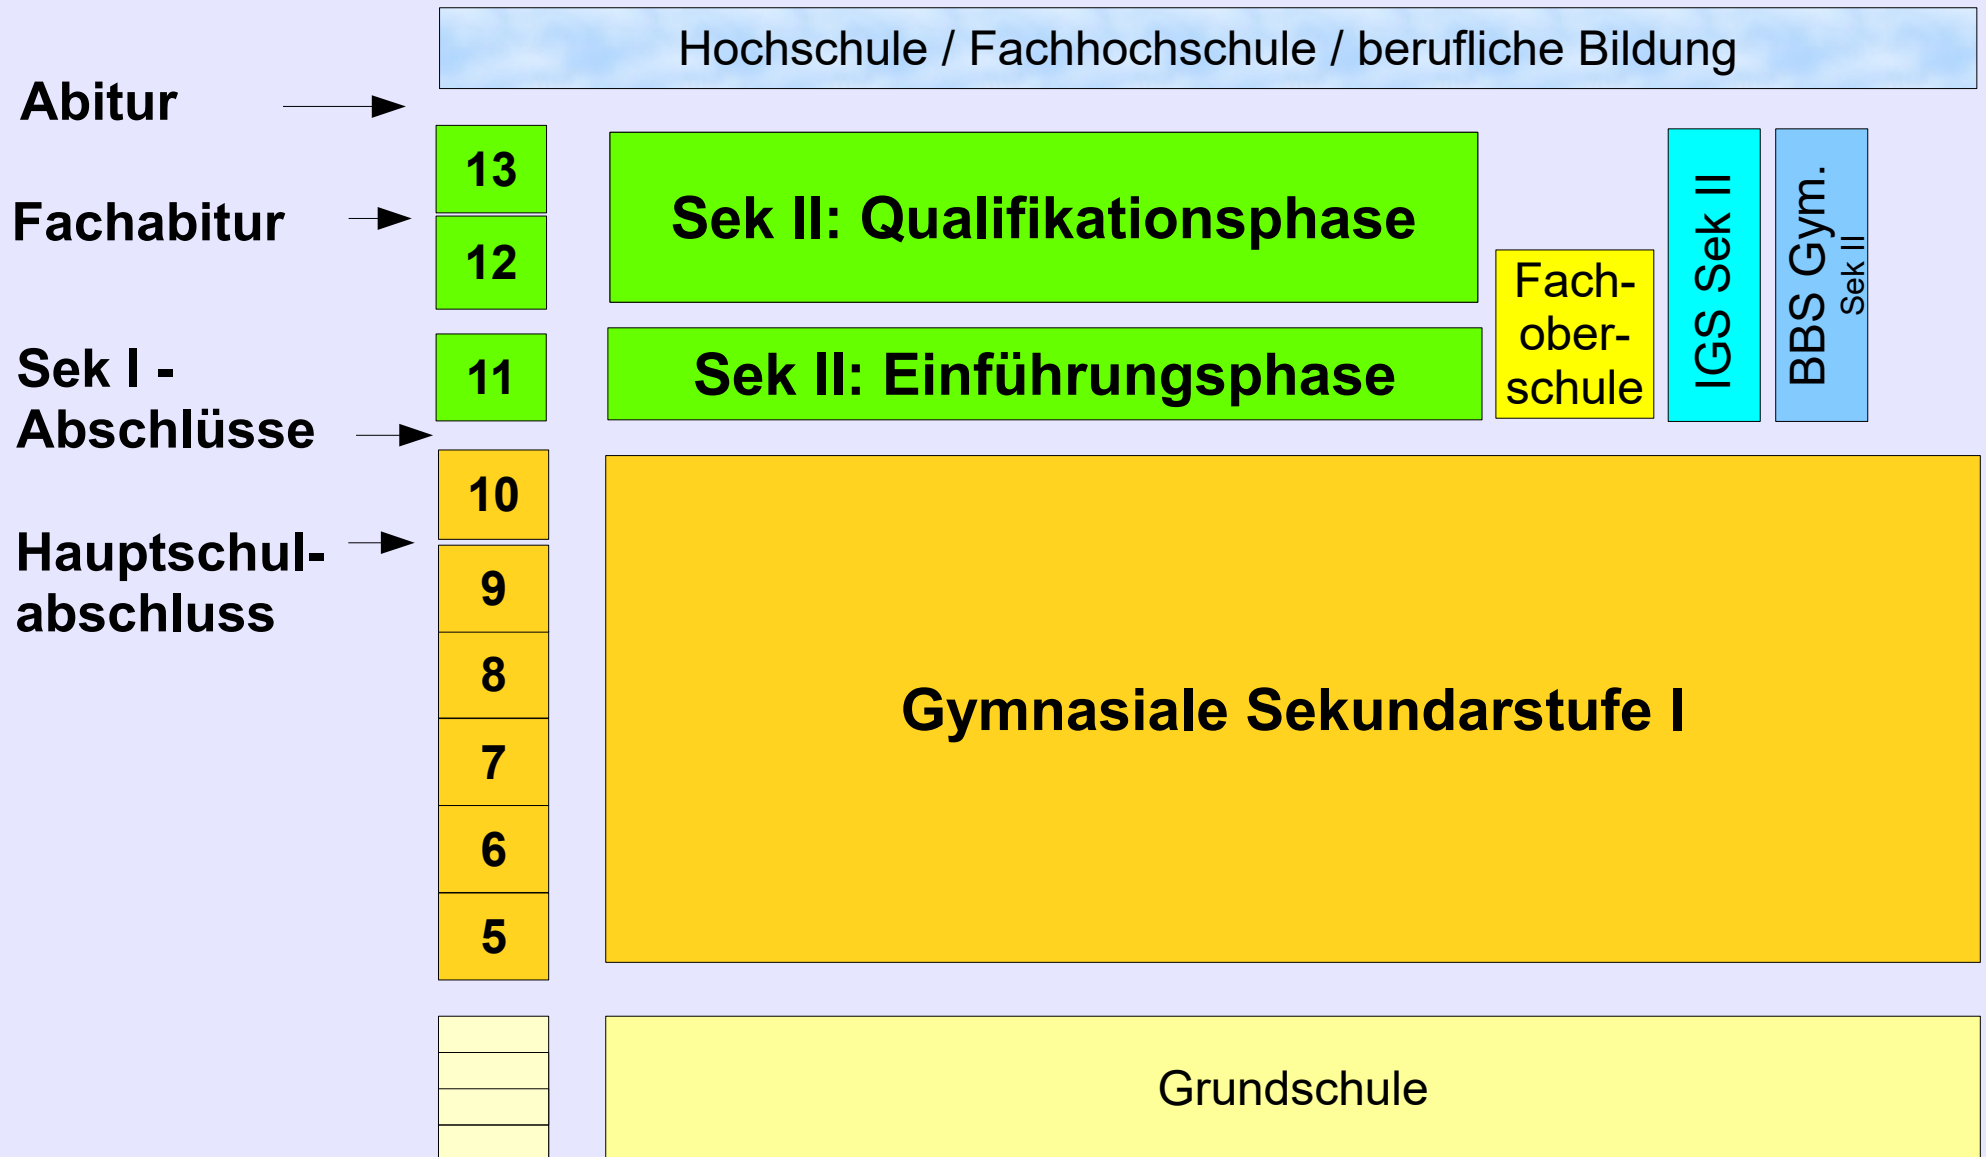 Hochschule / Fachhochschule / berufliche Bildung
Abitur
13
Sek II: Qualifikationsphase
Fachabitur
12
Fach-
ober-
schule
IGS Sek II
BBS Gym.
Sek II
Sek I -
Abschlüsse
11
Sek II: Einführungsphase
10
Hauptschul-
abschluss
9
8
7
6
5
Gymnasiale Sekundarstufe I
Grundschule